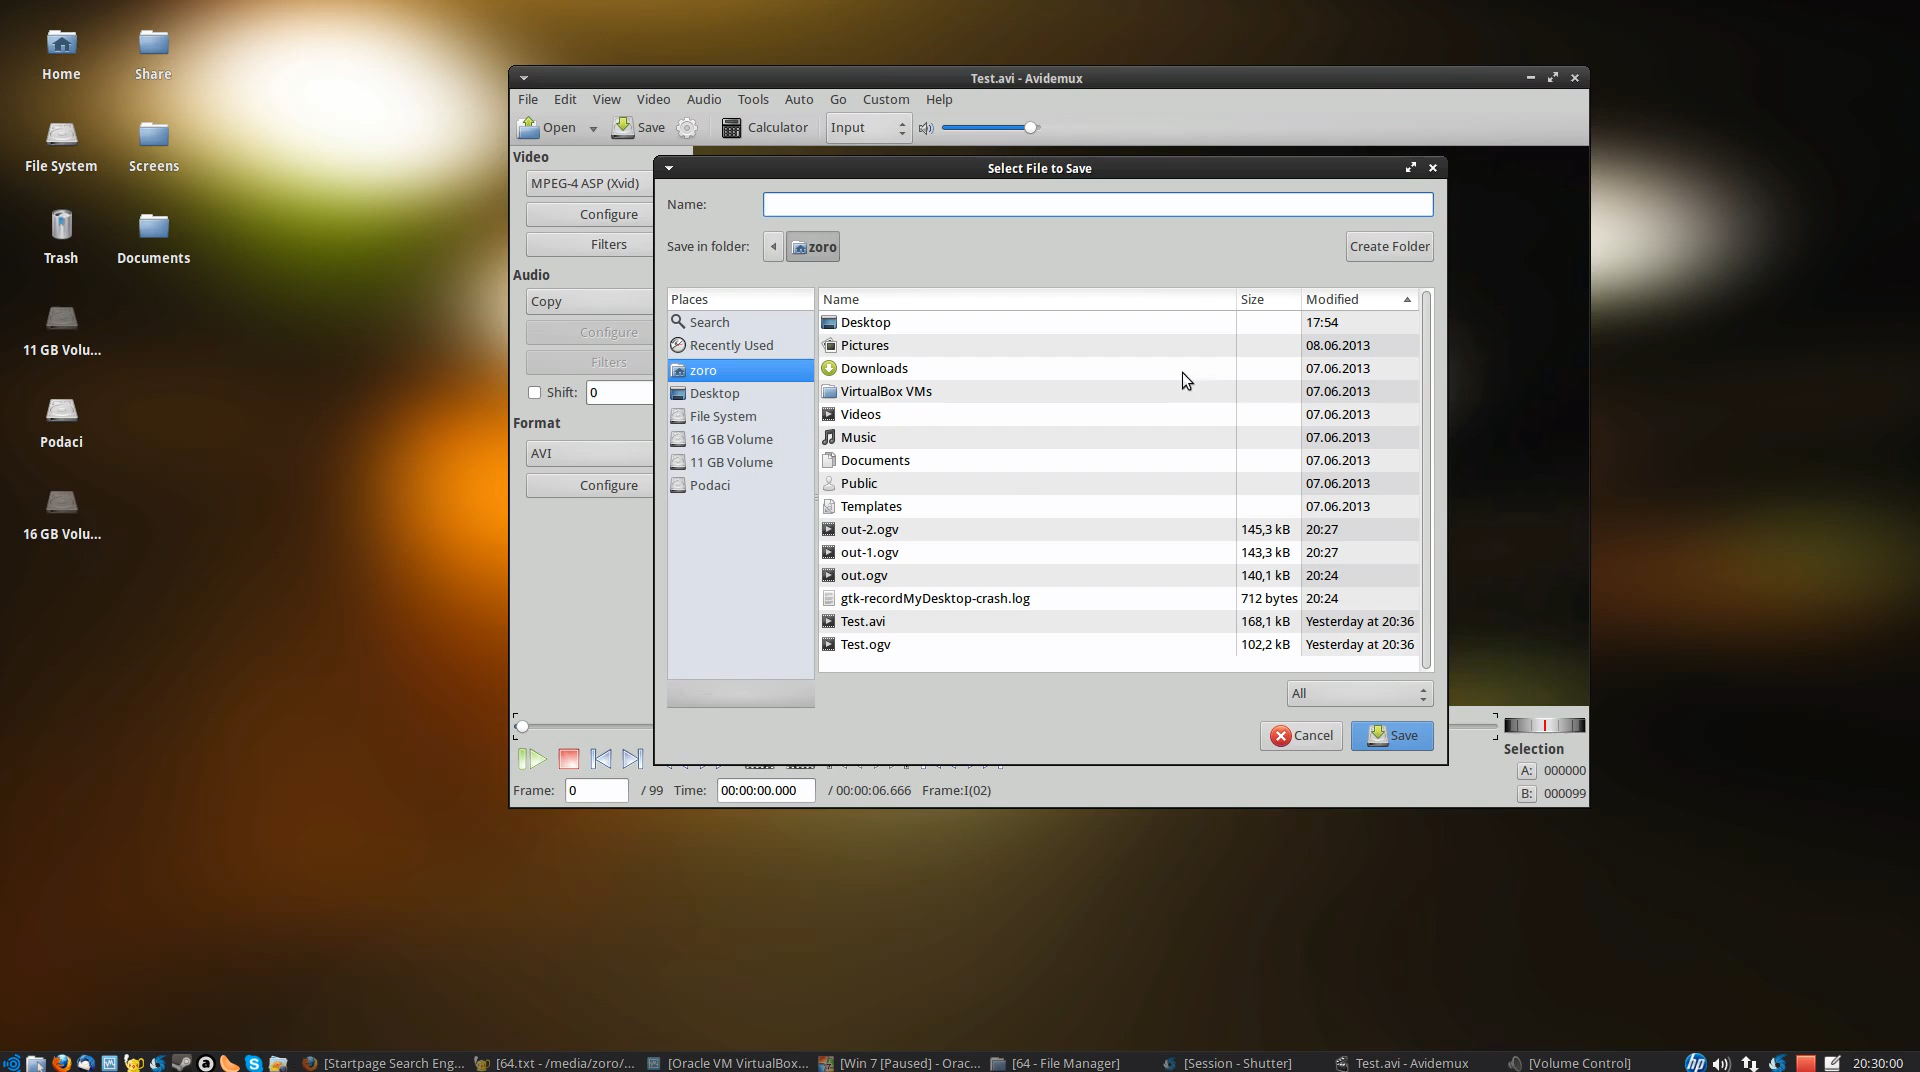 Home
Share
File System
Screens
Trash
Documents
11 GB Volu...
Podaci
16 GB Volu...
Test.avi - Avidemux
File Edit View Video Audio Tools Auto Go Custom Help
Open Save Calculator Input
Video
MPEG-4 ASP (Xvid)
Configure
Filters
Audio
Copy
Configure
Filters
Shift: 0
Format
AVI
Configure
Select File to Save
Name:
Save in folder: zoro Create Folder
Places
Search
Recently Used
zoro
Desktop
File System
16 GB Volume
11 GB Volume
Podaci
Name Size Modified
Desktop 17:54
Pictures 08.06.2013
Downloads 07.06.2013
VirtualBox VMs 07.06.2013
Videos 07.06.2013
Music 07.06.2013
Documents 07.06.2013
Public 07.06.2013
Templates 07.06.2013
out-2.ogv 145,3 kB 20:27
out-1.ogv 143,3 kB 20:27
out.ogv 140,1 kB 20:24
gtk-recordMyDesktop-crash.log 712 bytes 20:24
Test.avi 168,1 kB Yesterday at 20:36
Test.ogv 102,2 kB Yesterday at 20:36
All
Cancel Save
Selection
A: 000000
B: 000099
Frame: 0 / 99 Time: 00:00:00.000 / 00:00:06.666 Frame:I(02)
[Startpage Search Eng... [64.txt - /media/zoro/... [Oracle VM VirtualBox... [Win 7 [Paused] - Orac... [64 - File Manager] [Session - Shutter] Test.avi - Avidemux [Volume Control] 20:30:00